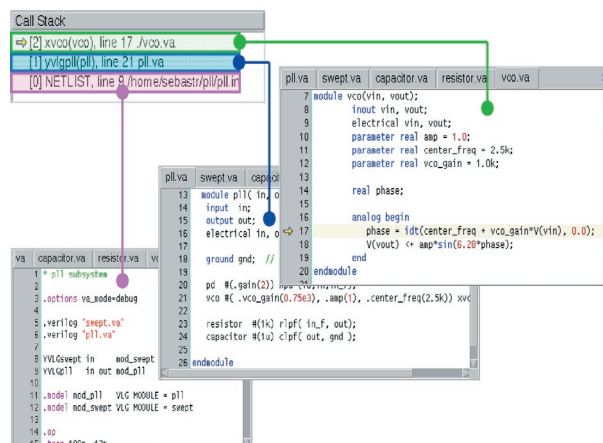 Call Stack
[2] xvco(vco), line 17 ./vco.va
[1] yvlgpll(pll), line 21 pll.va
[0] NETLIST, line 9 /home/sebastr/pll/pll.in
pll.va swept.va capacitor.va resistor.va vco.va
7 module vco(vin, vout);
8 inout vin, vout;
9 electrical vin, vout;
10 parameter real amp = 1.0;
11 parameter real center_freq = 2.5k;
12 parameter real vco_gain = 1.0k;
13
14 real phase;
15
16 analog begin
17 phase = idt(center_freq + vco_gain*V(vin), 0.0);
18 V(vout) <+ amp*sin(6.28*phase);
19 end
20 endmodule
pll.va swept.va
13 module pll( in,
14 input in;
15 output out;
16 electrical in,
17
18 ground gnd; //
19
20 pd #(.gain(2))
21 vco #( .vco_gain(0.75e3), .amp(1), .center_freq(2.5k)) xvc
22
23 resistor #(1k) rlpf( in_f, out);
24 capacitor #(1u) clpf( out, gnd );
25
26 endmodule
va capacitor.va resistor.va
1 * pll subsystem
2
3 .options va_mode=debug
4
5 .verilog "swept.va"
6 .verilog "pll.va"
7
8 YVLGswept in mod_swept
9 YVLGpll in out mod_pll
10
11 .model mod_pll VLG MODULE = pll
12 .model mod_swept VLG MODULE = swept
13
14 .op